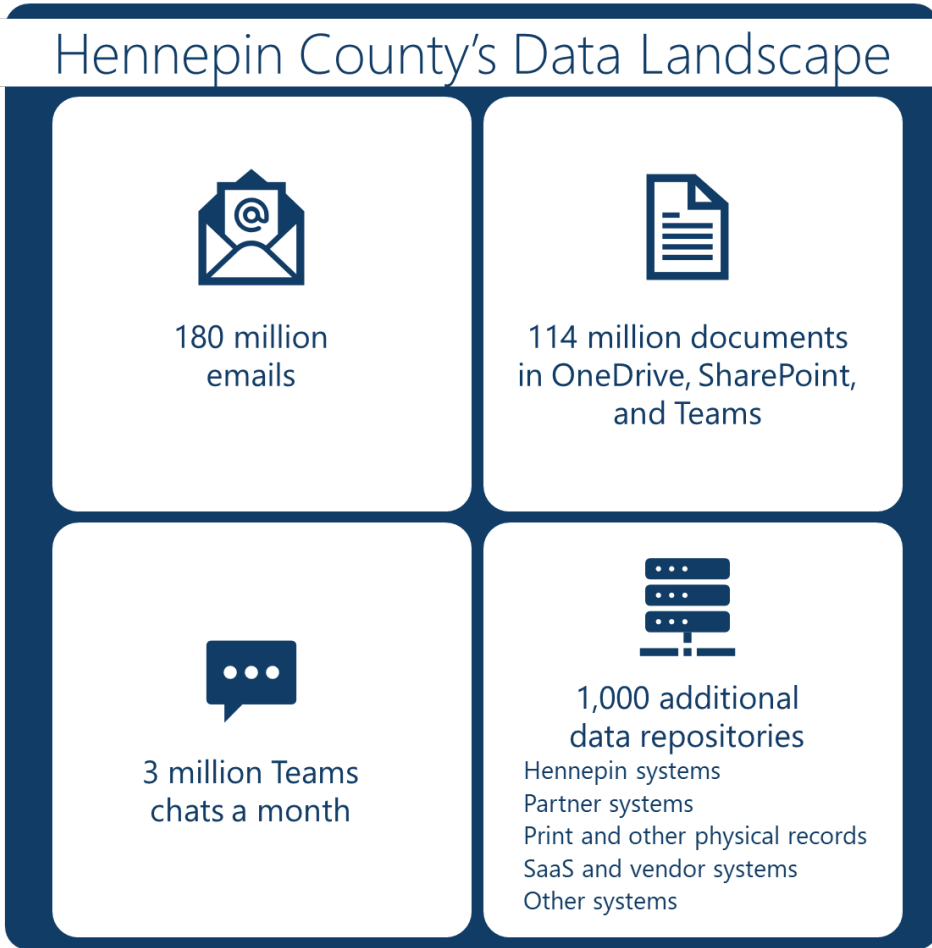 Hennepin County's Data Landscape
@
180 million
emails
114 million documents
in OneDrive, SharePoint,
and Teams
3 million Teams
chats a month
1,000 additional
data repositories
Hennepin systems
Partner systems
Print and other physical records
SaaS and vendor systems
Other systems